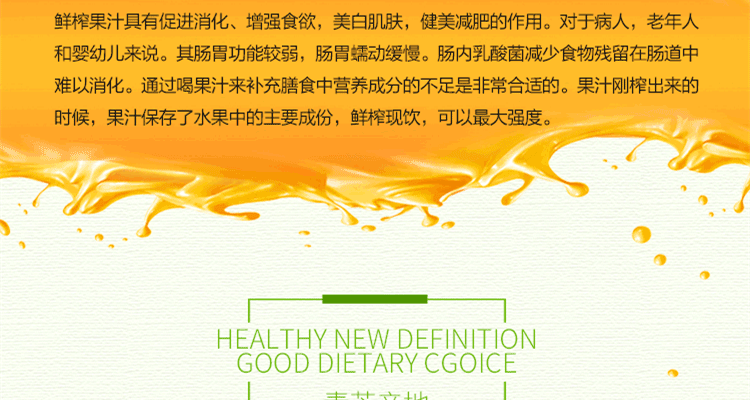 鲜榨果汁具有促进消化、增强食欲，美白肌肤，健美减肥的作用。对于病人，老年人
和婴幼儿来说。其肠胃功能较弱，肠胃蠕动缓慢。肠内乳酸菌减少食物残留在肠道中
难以消化。通过喝果汁来补充膳食中营养成分的不足是非常合适的。果汁刚榨出来的
时候，果汁保存了水果中的主要成份，鲜榨现饮，可以最大强度。
HEALTHY NEW DEFINITION
GOOD DIETARY CGOICE